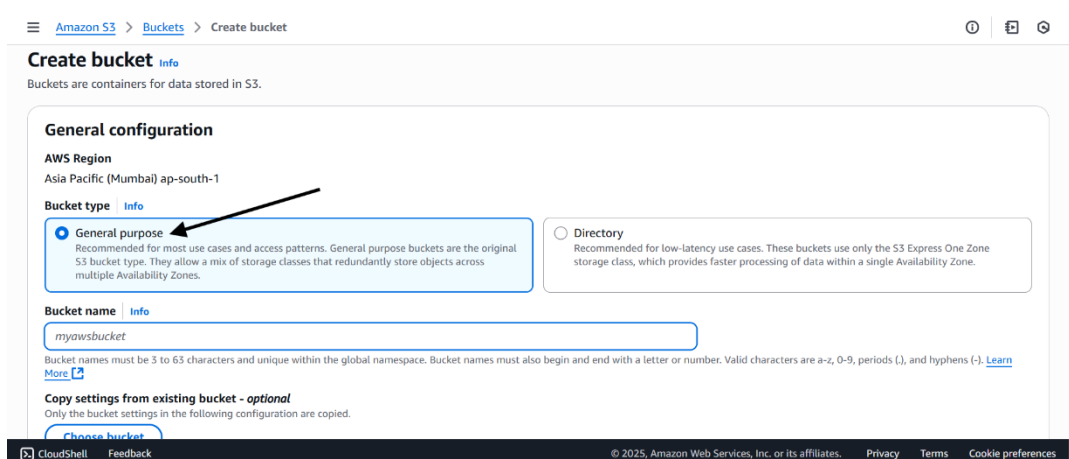 Amazon S3 > Buckets > Create bucket
Create bucket Info
Buckets are containers for data stored in S3.
General configuration
AWS Region
Asia Pacific (Mumbai) ap-south-1
Bucket type Info
General purpose
Recommended for most use cases and access patterns. General purpose buckets are the original
S3 bucket type. They allow a mix of storage classes that redundantly store objects across
multiple Availability Zones.
Directory
Recommended for low-latency use cases. These buckets use only the S3 Express One Zone
storage class, which provides faster processing of data within a single Availability Zone.
Bucket name Info
myawsbucket
Bucket names must be 3 to 63 characters and unique within the global namespace. Bucket names must also begin and end with a letter or number. Valid characters are a-z, 0-9, periods (.), and hyphens (-). Learn
More
Copy settings from existing bucket - optional
Only the bucket settings in the following configuration are copied.
Choose bucket
CloudShell Feedback © 2025, Amazon Web Services, Inc. or its affiliates. Privacy Terms Cookie preferences